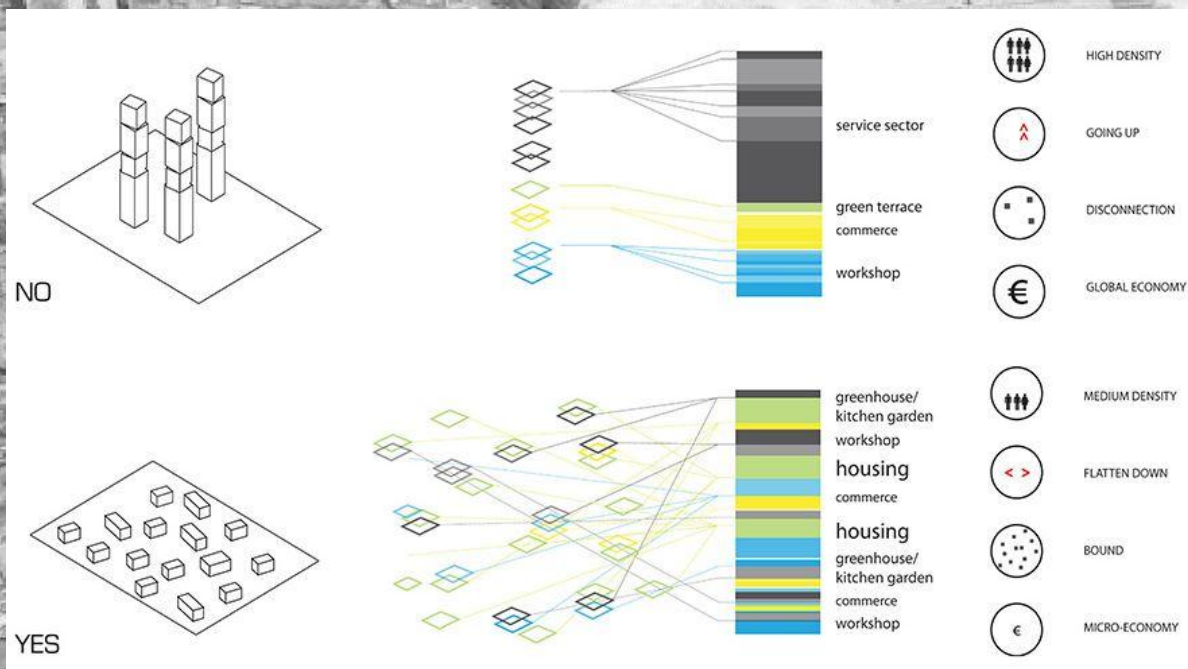 NO
service sector
green terrace
commerce
workshop
HIGH DENSITY
GOING UP
DISCONNECTION
€
GLOBAL ECONOMY
YES
greenhouse/
kitchen garden
workshop
housing
commerce
housing
greenhouse/
kitchen garden
commerce
workshop
MEDIUM DENSITY
< >
FLATTEN DOWN
BOUND
€
MICRO-ECONOMY